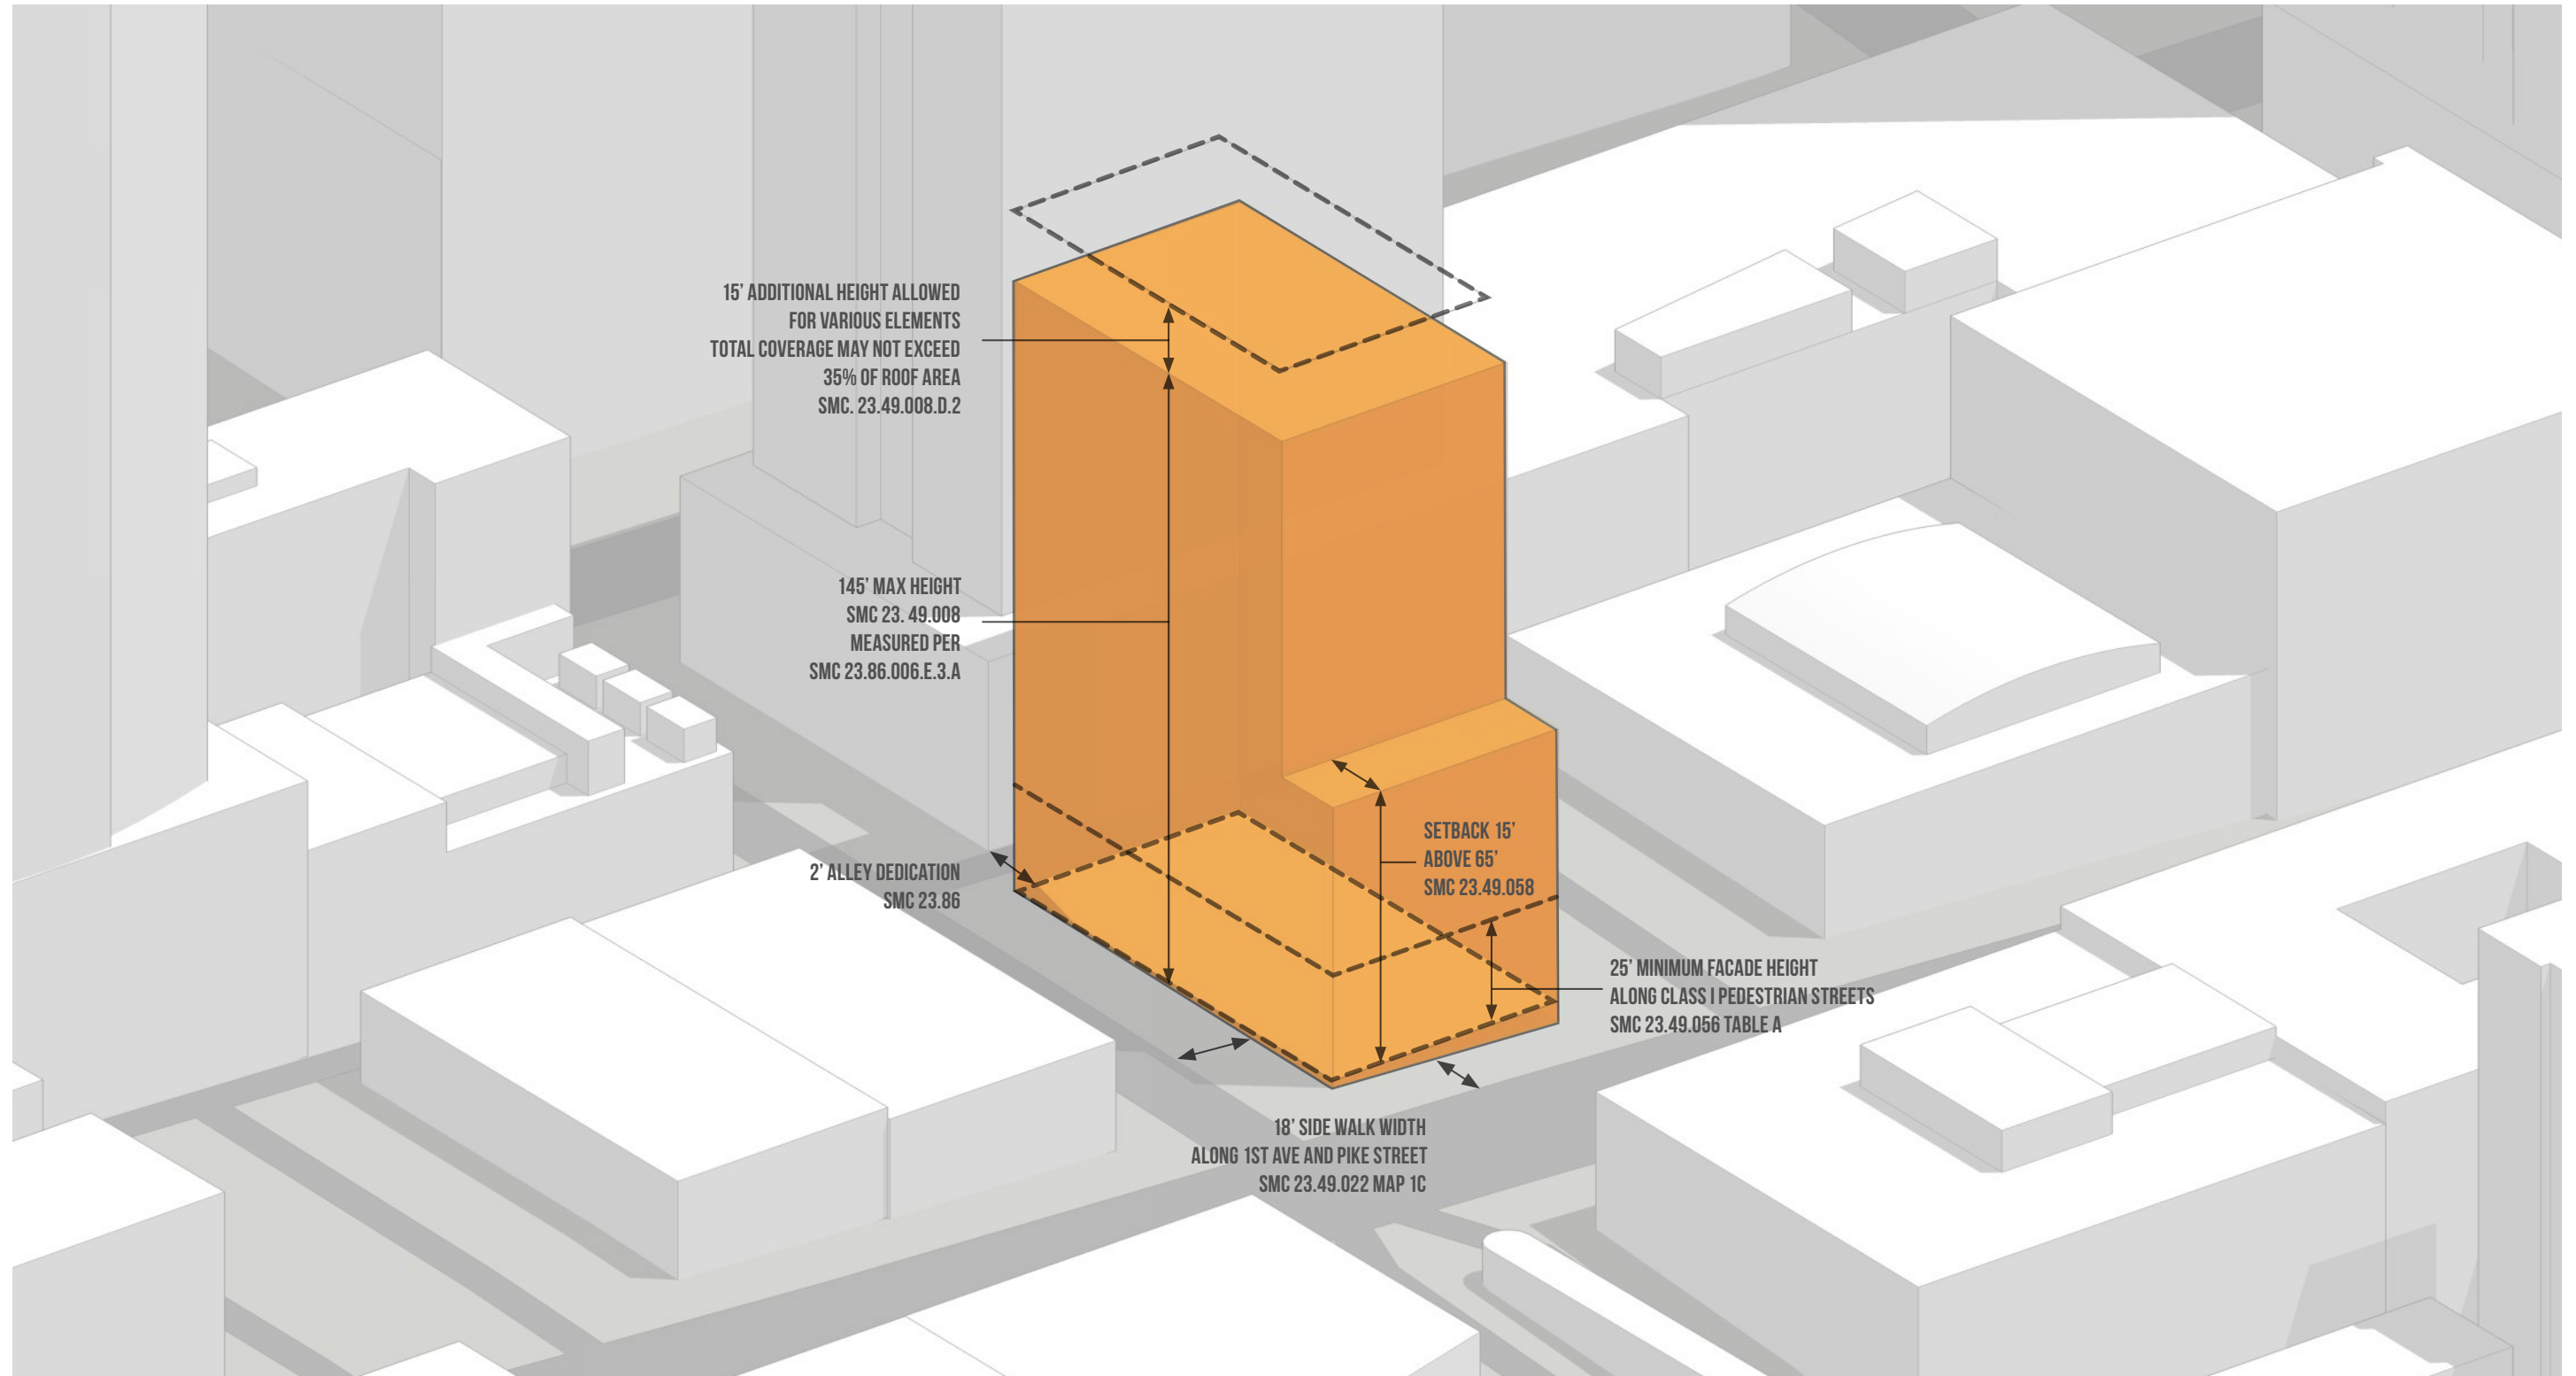 15' ADDITIONAL HEIGHT ALLOWED
FOR VARIOUS ELEMENTS
TOTAL COVERAGE MAY NOT EXCEED
35% OF ROOF AREA
SMC. 23.49.008.D.2
145' MAX HEIGHT
SMC 23. 49.008
MEASURED PER
SMC 23.86.006.E.3.A
SETBACK 15'
ABOVE 65'
SMC 23.49.058
2' ALLEY DEDICATION
SMC 23.86
25' MINIMUM FACADE HEIGHT
ALONG CLASS I PEDESTRIAN STREETS
SMC 23.49.056 TABLE A
18' SIDE WALK WIDTH
ALONG 1ST AVE AND PIKE STREET
SMC 23.49.022 MAP 1C